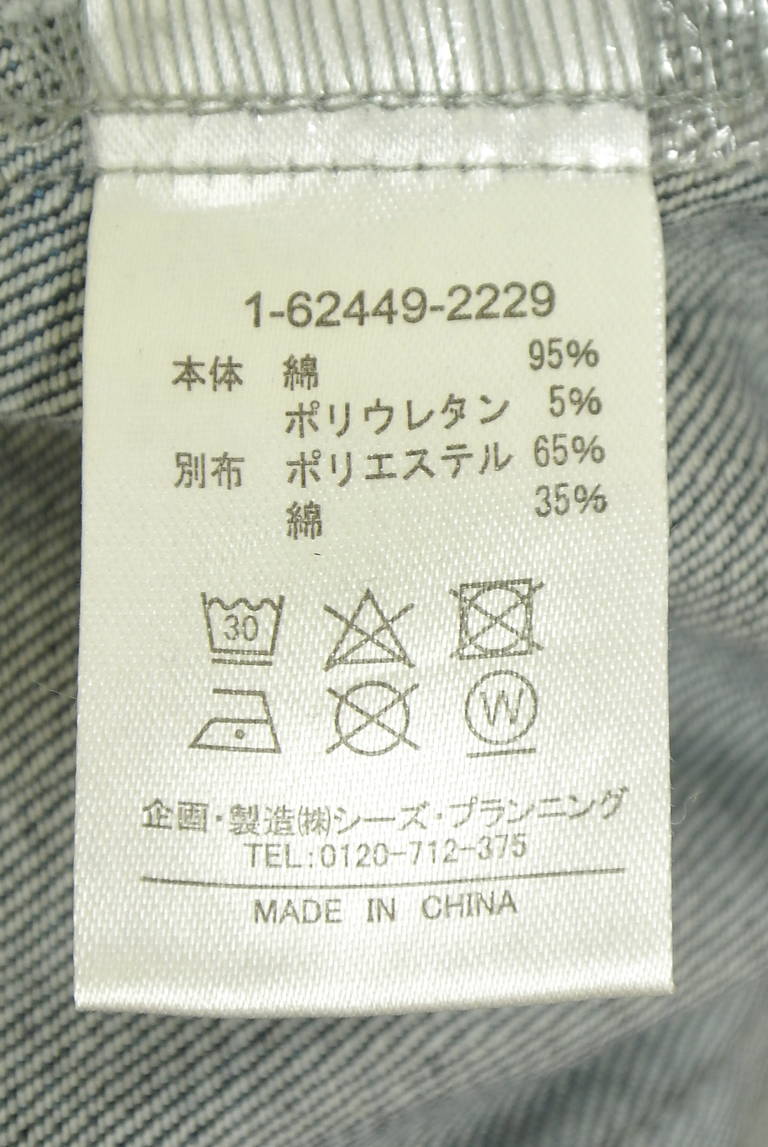 1-62449-2229
本体 綿 95%
ポリウレタン 5%
別布 ポリエステル 65%
綿 35%
30
W
企画・製造㈱シーズ・プランニング
TEL:0120-712-375
MADE IN CHINA